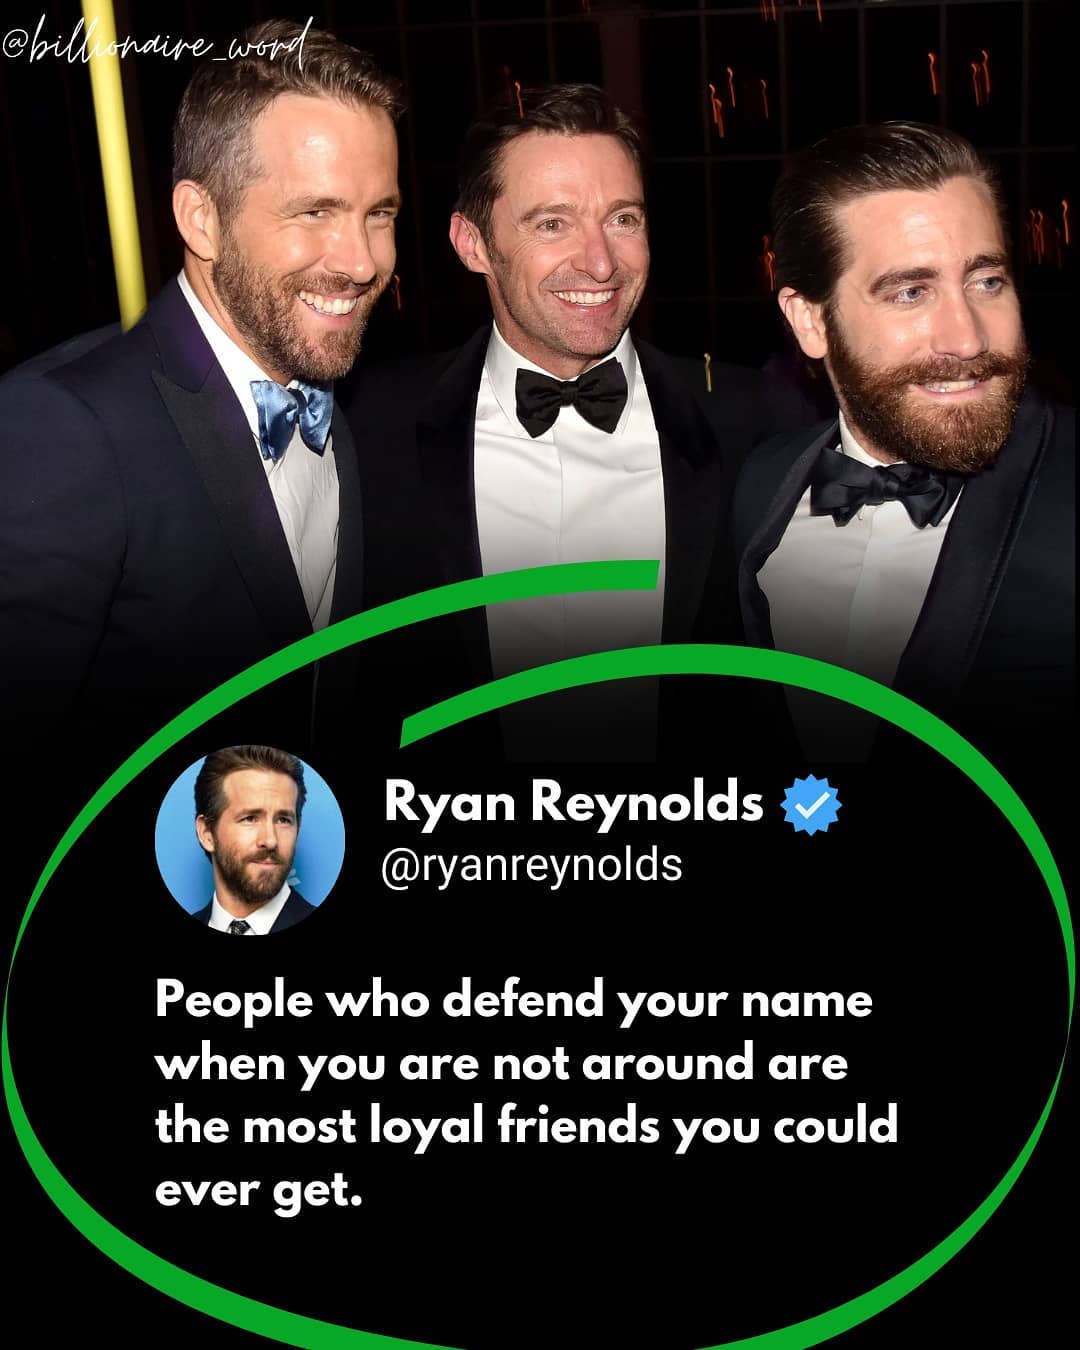 @billionaire_word
Ryan Reynolds
@ryanreynolds
People who defend your name
when you are not around are
the most loyal friends you could
ever get.